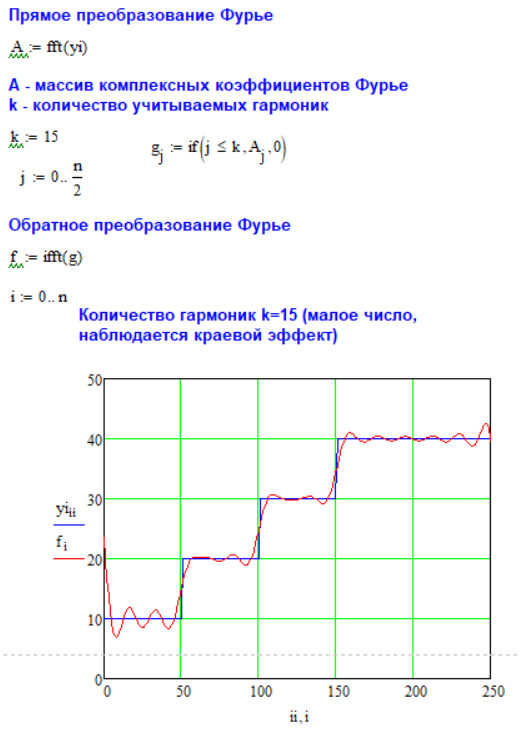 Прямое преобразование Фурье
A := fft(yi)
A - массив комплексных коэффициентов Фурье
k - количество учитываемых гармоник
k := 15
g_j := if(j ≤ k, A_j, 0)
j := 0.. n/2
Обратное преобразование Фурье
f := ifft(g)
i := 0.. n
Количество гармоник k=15 (малое число,
наблюдается краевой эффект)
50
40
30
20
10
0
yi_ii
f_i
0 50 100 150 200 250
ii, i